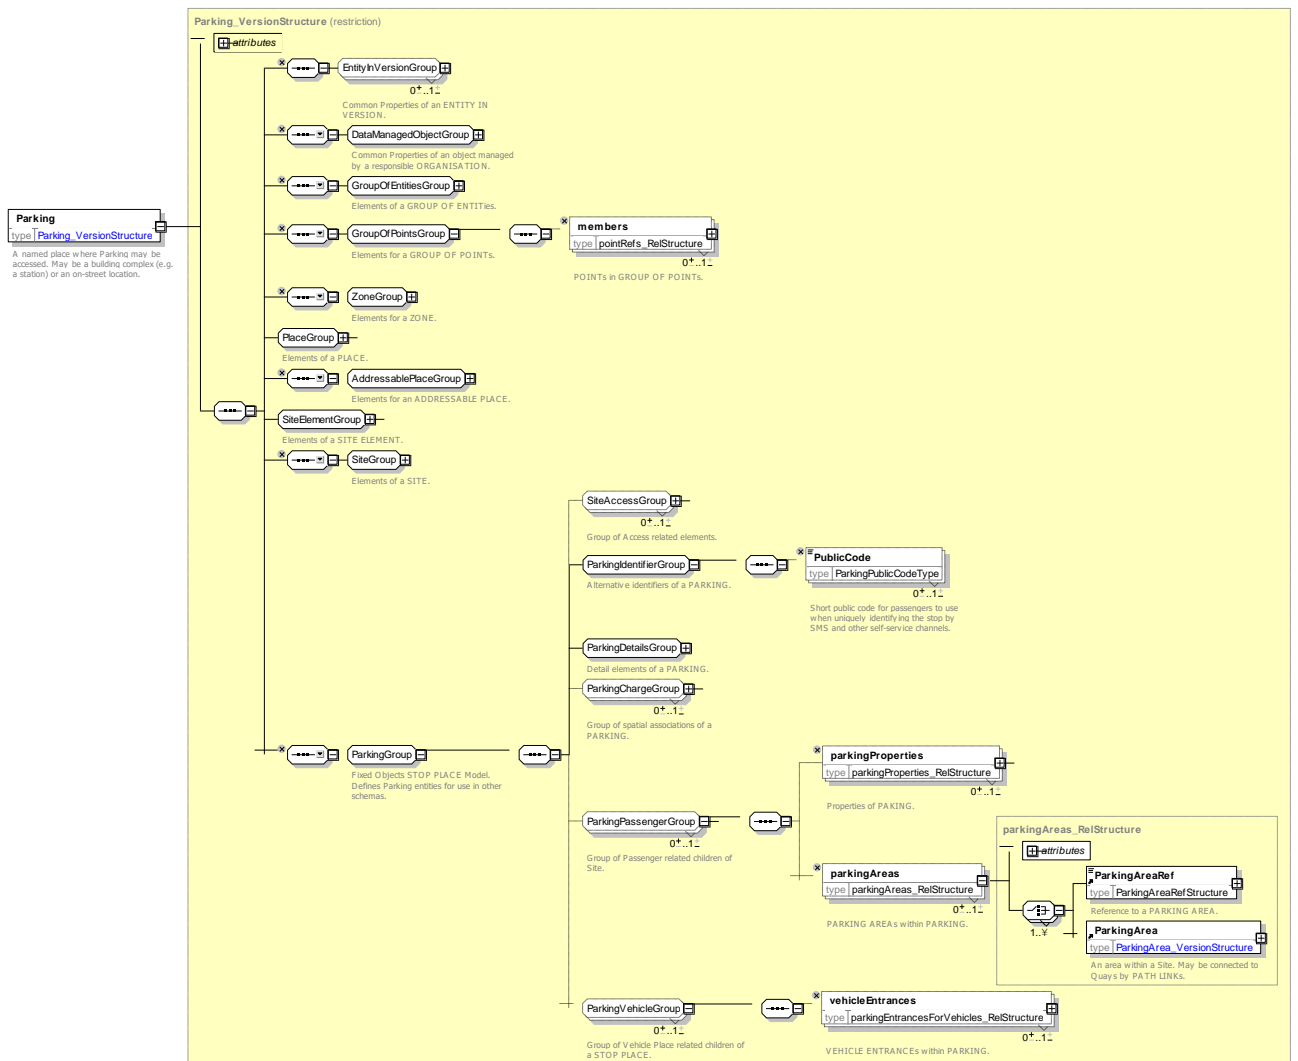 Parking_VersionStructure (restriction)
attributes
EntityInVersionGroup
0..1
Common Properties of an ENTITY IN
VERSION.
DataManagedObjectGroup
Common Properties of an object managed
by a responsible ORGANISATION.
GroupOfEntitiesGroup
Elements of a GROUP OF ENTITies.
Parking
type Parking_VersionStructure
A named place where Parking may be
accessed. May be a building complex (e.g.
a station) or an on-street location.
GroupOfPointsGroup
Elements for a GROUP OF POINTs.
members
type pointRefs_RelStructure
0..1
POINTs in GROUP OF POINTs.
ZoneGroup
Elements for a ZONE.
PlaceGroup
Elements of a PLACE.
AddressablePlaceGroup
Elements for an ADDRESSABLE PLACE.
SiteElementGroup
Elements of a SITE ELEMENT.
SiteGroup
Elements of a SITE.
SiteAccessGroup
0..1
Group of Access related elements.
ParkingIdentifierGroup
Alternative identifiers of a PARKING.
PublicCode
type ParkingPublicCodeType
0..1
Short public code for passengers to use
when uniquely identifying the stop by
SMS and other self-service channels.
ParkingDetailsGroup
Detail elements of a PARKING.
ParkingChargeGroup
0..1
Group of spatial associations of a
PARKING.
ParkingGroup
Fixed Objects STOP PLACE Model.
Defines Parking entities for use in other
schemas.
parkingProperties
type parkingProperties_RelStructure
0..1
Properties of PAKING.
ParkingPassengerGroup
0..1
Group of Passenger related children of
Site.
parkingAreas
type parkingAreas_RelStructure
0..1
PARKING AREAs within PARKING.
parkingAreas_RelStructure
attributes
1..¥
ParkingAreaRef
type ParkingAreaRefStructure
Reference to a PARKING AREA.
ParkingArea
type ParkingArea_VersionStructure
An area within a Site. May be connected to
Quays by PATH LINKs.
ParkingVehicleGroup
0..1
Group of Vehicle Place related children of
a STOP PLACE.
vehicleEntrances
type parkingEntrancesForVehicles_RelStructure
0..1
VEHICLE ENTRANCEs within PARKING.